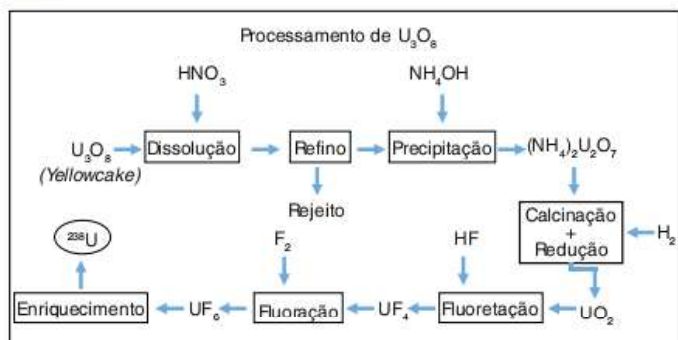 Processamento de U₃O₈
HNO₃
NH₄OH
U₃O₈
(Yellowcake)
Dissolução
Refino
Precipitação
(NH₄)₂U₂O₇
Rejeito
Calcinação
+
Redução
H₂
²³⁸U
F₂
HF
Enriquecimento
UF₆
Fluoração
UF₄
Fluoretação
UO₂